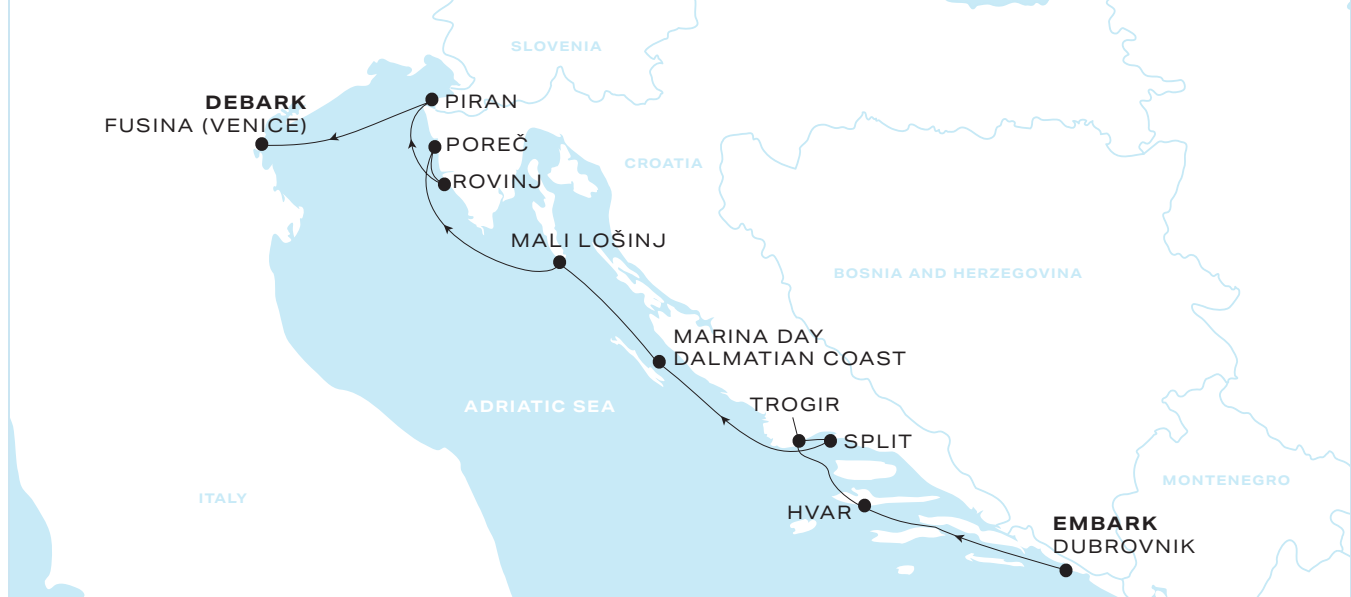 SLOVENIA
DEBARK
FUSINA (VENICE)
PIRAN
POREČ
CROATIA
ROVINJ
MALI LOŠINJ
BOSNIA AND HERZEGOVINA
MARINA DAY
DALMATIAN COAST
ADRIATIC SEA
TROGIR
SPLIT
MONTENEGRO
ITALY
HVAR
EMBARK
DUBROVNIK